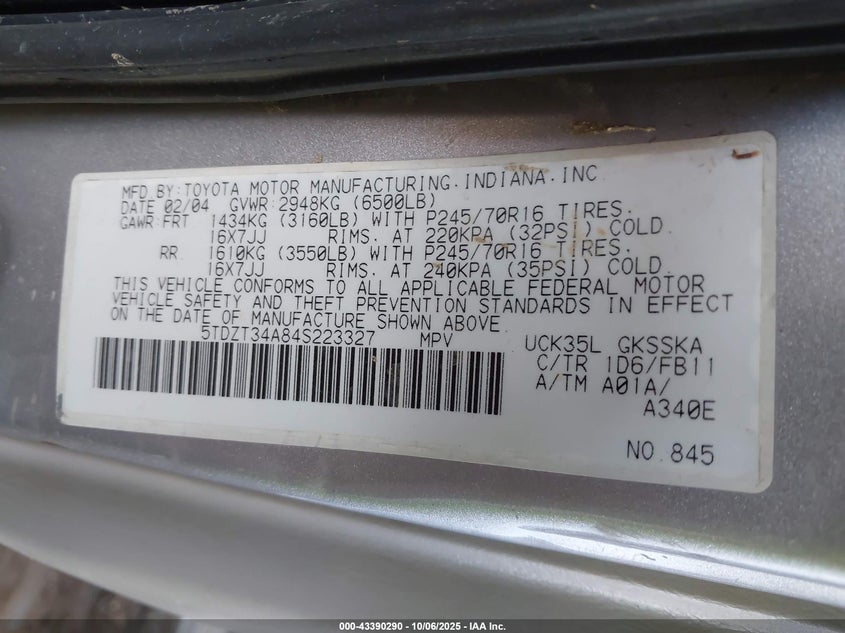 MFD.BY:TOYOTA MOTOR MANUFACTURING.INDIANA.INC
DATE 02/04 GVWR 2948KG (6500LB)
GAWR:FRT 1434KG (3160LB) WITH P245/70R16 TIRES.
16X7JJ RIMS. AT 220KPA (32PSI) COLD.
RR. 1610KG (3550LB) WITH P245/70R16 TIRES.
16X7JJ RIMS. AT 240KPA (35PSI) COLD.
THIS VEHICLE CONFORMS TO ALL APPLICABLE FEDERAL MOTOR
VEHICLE SAFETY AND THEFT PREVENTION STANDARDS IN EFFECT
ON THE DATE OF MANUFACTURE SHOWN ABOVE.
5TDZT34A84S223327 MPV UCK35L GKSSKA
C/TR 1D6/FB11
A/TM A01A/
A340E
NO.845
000-43390290 - 10/06/2025 - IAA Inc.